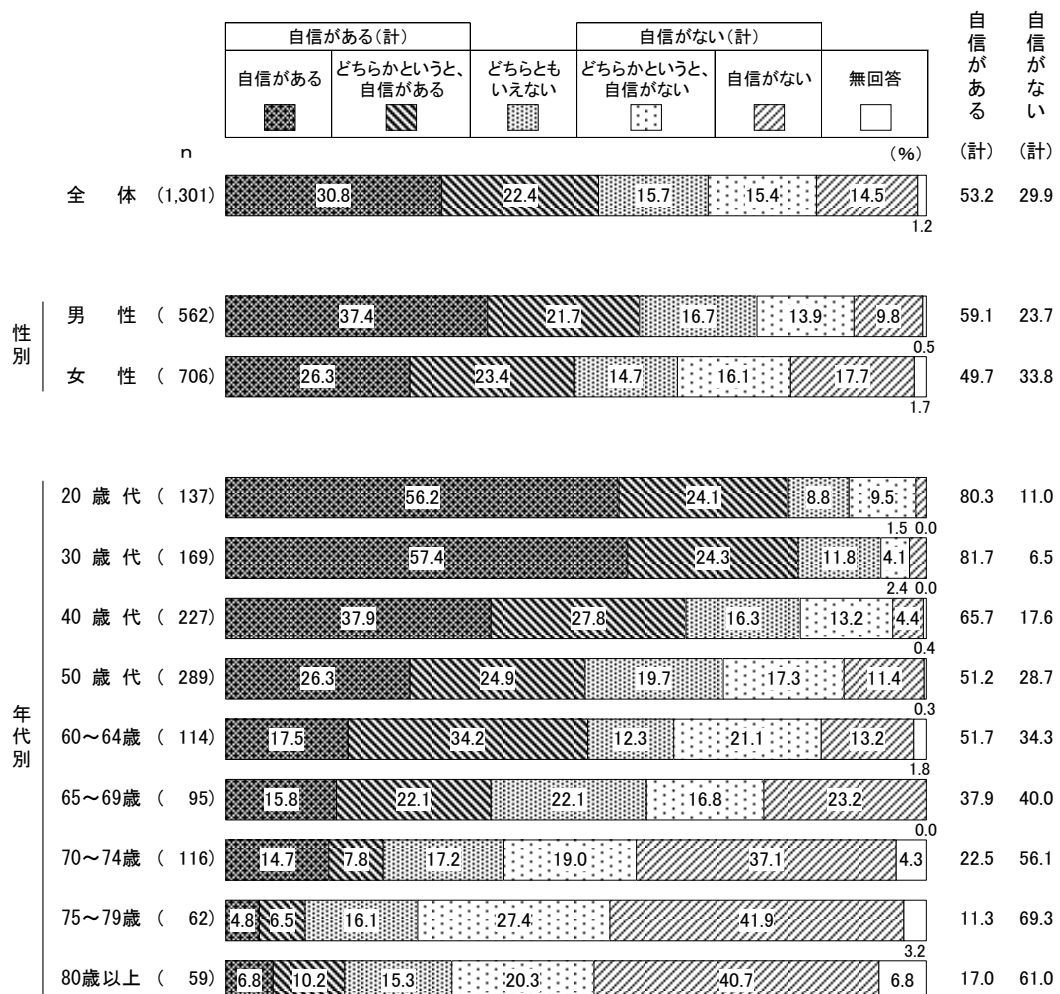 自信がある(計) 自信がない(計) 自信がある 自信がない
自信がある どちらかというと、自信がある どちらともいえない どちらかというと、自信がない 自信がない 無回答
n (%) (計) (計)
全体 (1,301) 30.8 22.4 15.7 15.4 14.5 1.2 53.2 29.9
性別
男性 ( 562) 37.4 21.7 16.7 13.9 9.8 0.5 59.1 23.7
女性 ( 706) 26.3 23.4 14.7 16.1 17.7 1.7 49.7 33.8
年代別
20歳代 ( 137) 56.2 24.1 8.8 9.5 1.5 0.0 80.3 11.0
30歳代 ( 169) 57.4 24.3 11.8 4.1 2.4 0.0 81.7 6.5
40歳代 ( 227) 37.9 27.8 16.3 13.2 4.4 0.4 65.7 17.6
50歳代 ( 289) 26.3 24.9 19.7 17.3 11.4 0.3 51.2 28.7
60～64歳 ( 114) 17.5 34.2 12.3 21.1 13.2 1.8 51.7 34.3
65～69歳 ( 95) 15.8 22.1 22.1 16.8 23.2 0.0 37.9 40.0
70～74歳 ( 116) 14.7 7.8 17.2 19.0 37.1 4.3 22.5 56.1
75～79歳 ( 62) 4.8 6.5 16.1 27.4 41.9 3.2 11.3 69.3
80歳以上 ( 59) 6.8 10.2 15.3 20.3 40.7 6.8 17.0 61.0